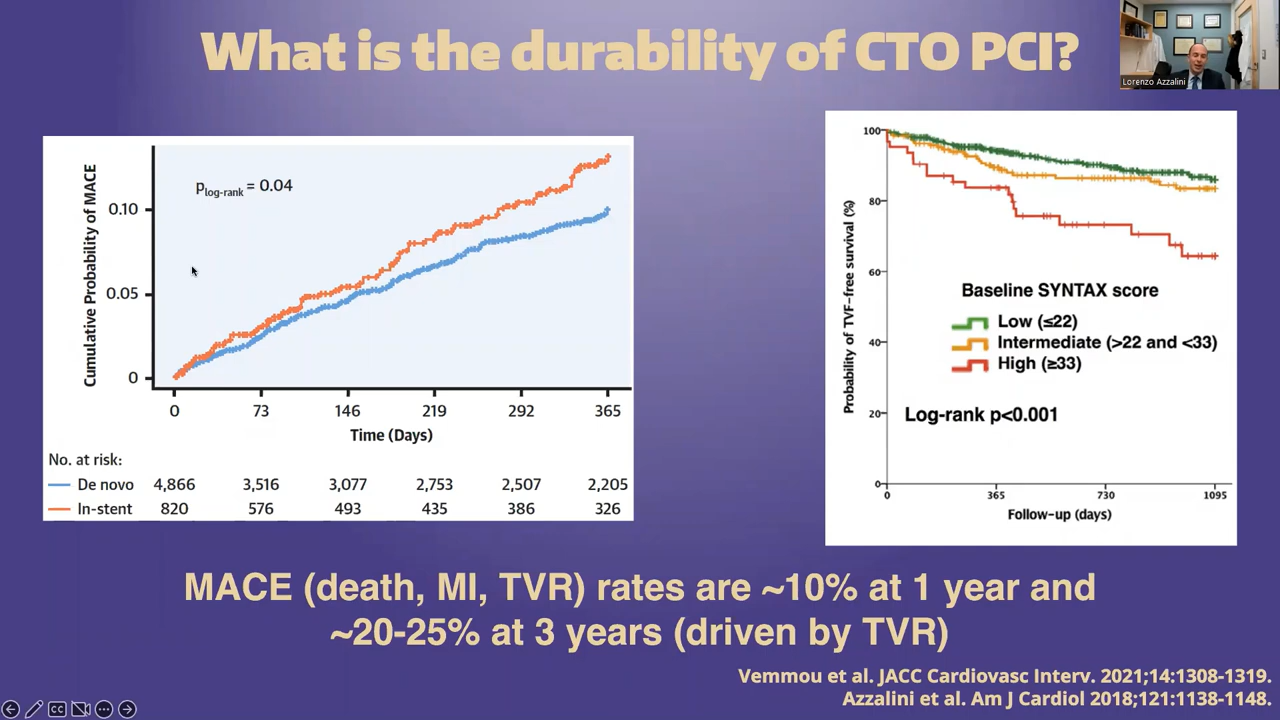 What is the durability of CTO PCI?
Lorenzo Azzalini
Cumulative Probability of MACE
0.10
0.05
0
Plog-rank = 0.04
0 73 146 219 292 365
Time (Days)
No. at risk:
De novo 4,866 3,516 3,077 2,753 2,507 2,205
In-stent 820 576 493 435 386 326
Probability of TVF-free survival (%)
100
80
60
40
20
0
Baseline SYNTAX score
Low (≤22)
Intermediate (>22 and <33)
High (≥33)
Log-rank p<0.001
0 365 730 1095
Follow-up (days)
MACE (death, MI, TVR) rates are ~10% at 1 year and
~20-25% at 3 years (driven by TVR)
Vemmou et al. JACC Cardiovasc Interv. 2021;14:1308-1319.
Azzalini et al. Am J Cardiol 2018;121:1138-1148.
CC